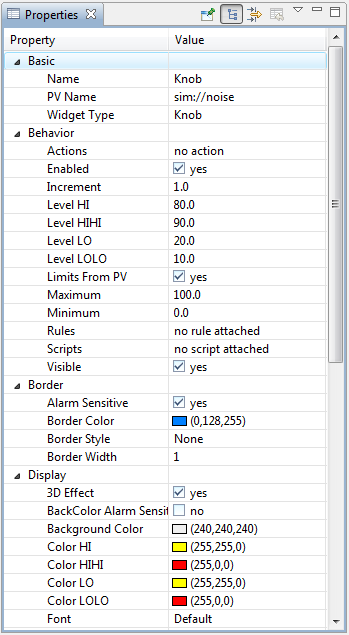 Properties
Property Value
Basic
Name Knob
PV Name sim://noise
Widget Type Knob
Behavior
Actions no action
Enabled yes
Increment 1.0
Level HI 80.0
Level HIHI 90.0
Level LO 20.0
Level LOLO 10.0
Limits From PV yes
Maximum 100.0
Minimum 0.0
Rules no rule attached
Scripts no script attached
Visible yes
Border
Alarm Sensitive yes
Border Color (0,128,255)
Border Style None
Border Width 1
Display
3D Effect yes
BackColor Alarm Sensit no
Background Color (240,240,240)
Color HI (255,255,0)
Color HIHI (255,0,0)
Color LO (255,255,0)
Color LOLO (255,0,0)
Font Default